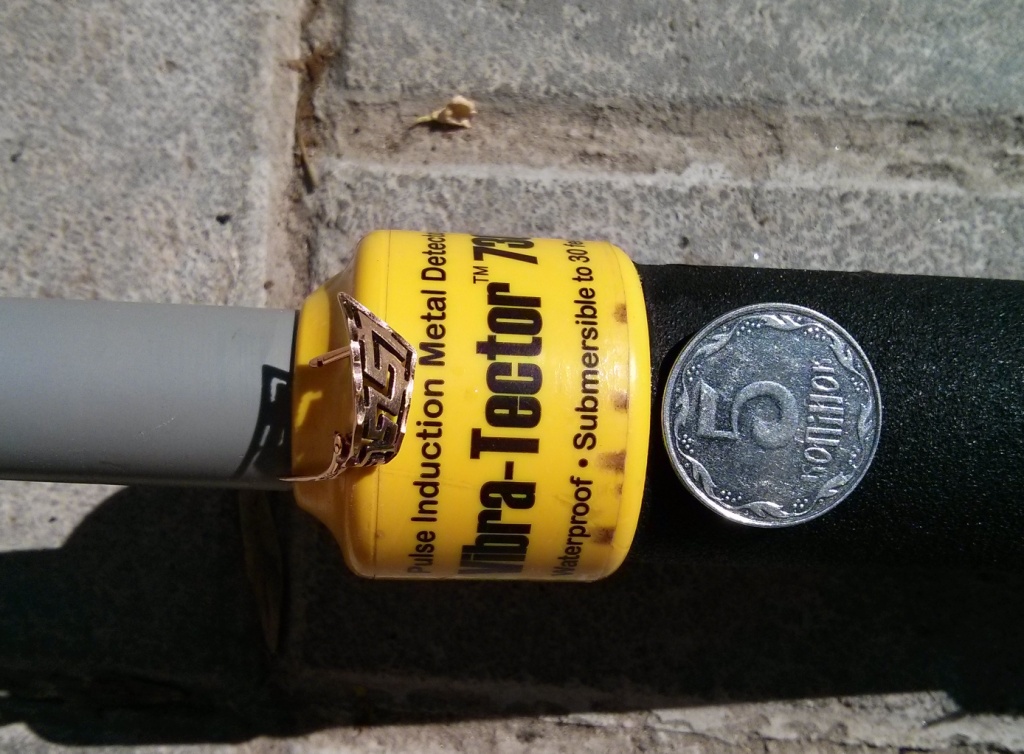 Pulse Induction Metal Detec
Vibra-Tector™ 73
Waterproof • Submersible to 30
5
КОПІЙОК